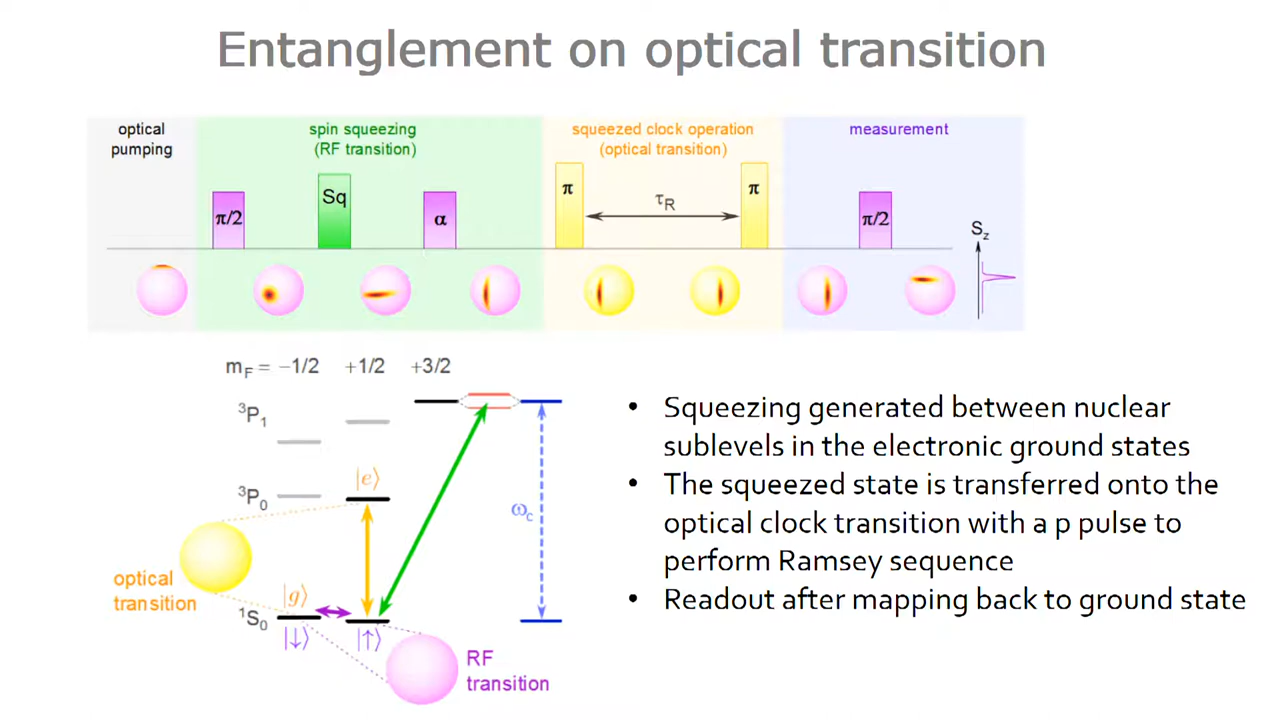 Entanglement on optical transition
optical
pumping
spin squeezing
(RF transition)
squeezed clock operation
(optical transition)
measurement
π/2
Sq
α
π
τR
π
π/2
Sz
mF = −1/2 +1/2 +3/2
³P₁
³P₀
|e⟩
ωc
optical
transition
|g⟩
¹S₀
|↓⟩ |↑⟩
RF
transition
• Squeezing generated between nuclear
sublevels in the electronic ground states
• The squeezed state is transferred onto the
optical clock transition with a p pulse to
perform Ramsey sequence
• Readout after mapping back to ground state